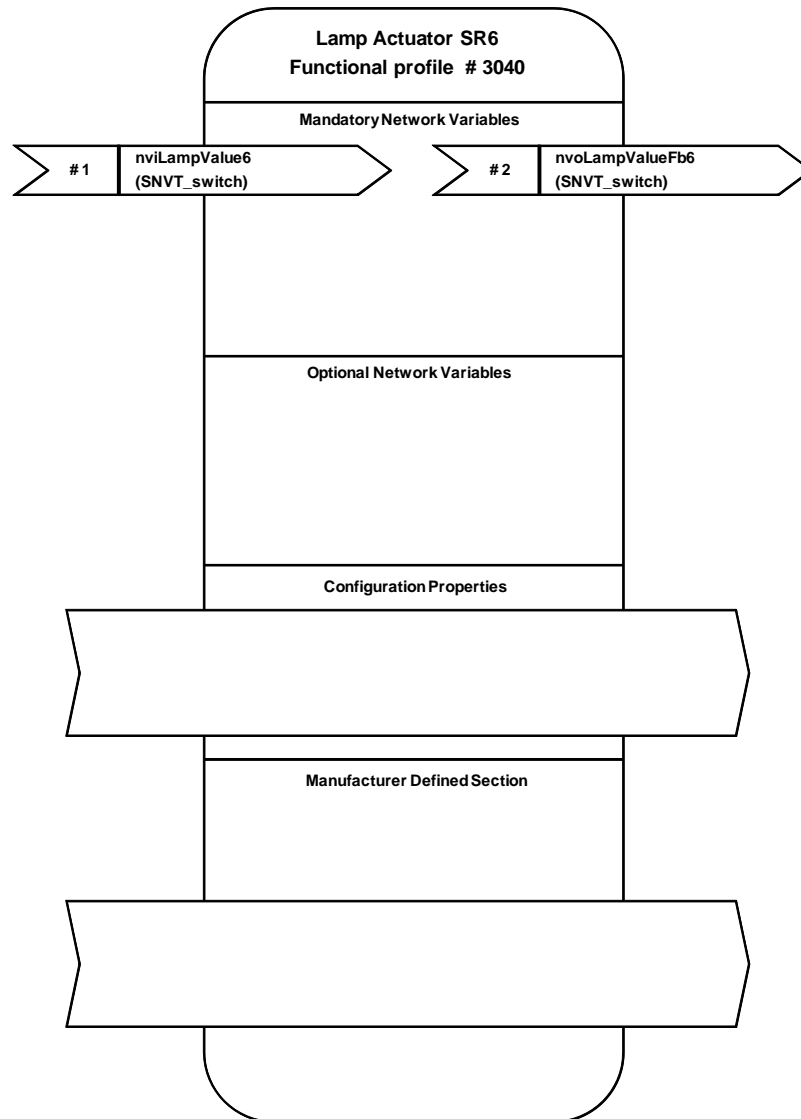 Lamp Actuator SR6
Functional profile # 3040
Mandatory Network Variables
# 1
nviLampValue6
(SNVT_switch)
# 2
nvoLampValueFb6
(SNVT_switch)
Optional Network Variables
Configuration Properties
Manufacturer Defined Section